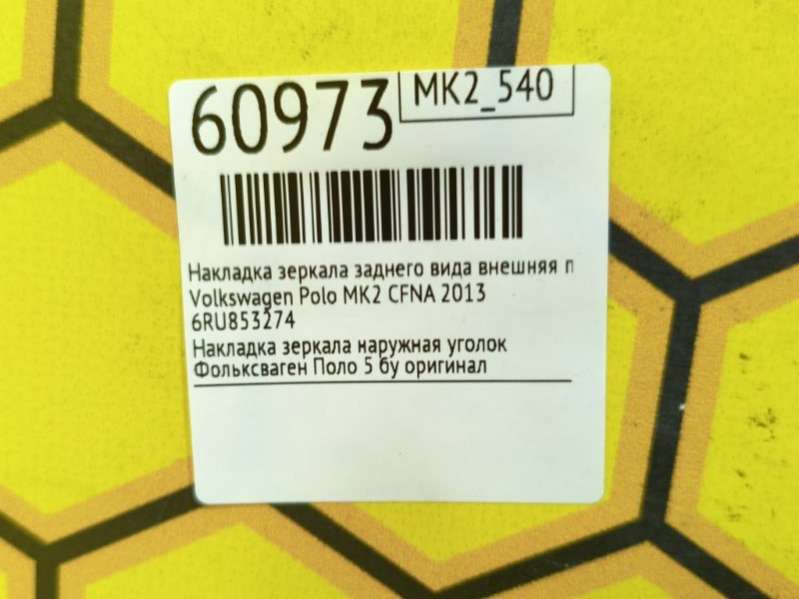 60973
MK2_540
Накладка зеркала заднего вида внешняя п
Volkswagen Polo MK2 CFNA 2013
6RU853274
Накладка зеркала наружная уголок
Фольксваген Поло 5 бу оригинал